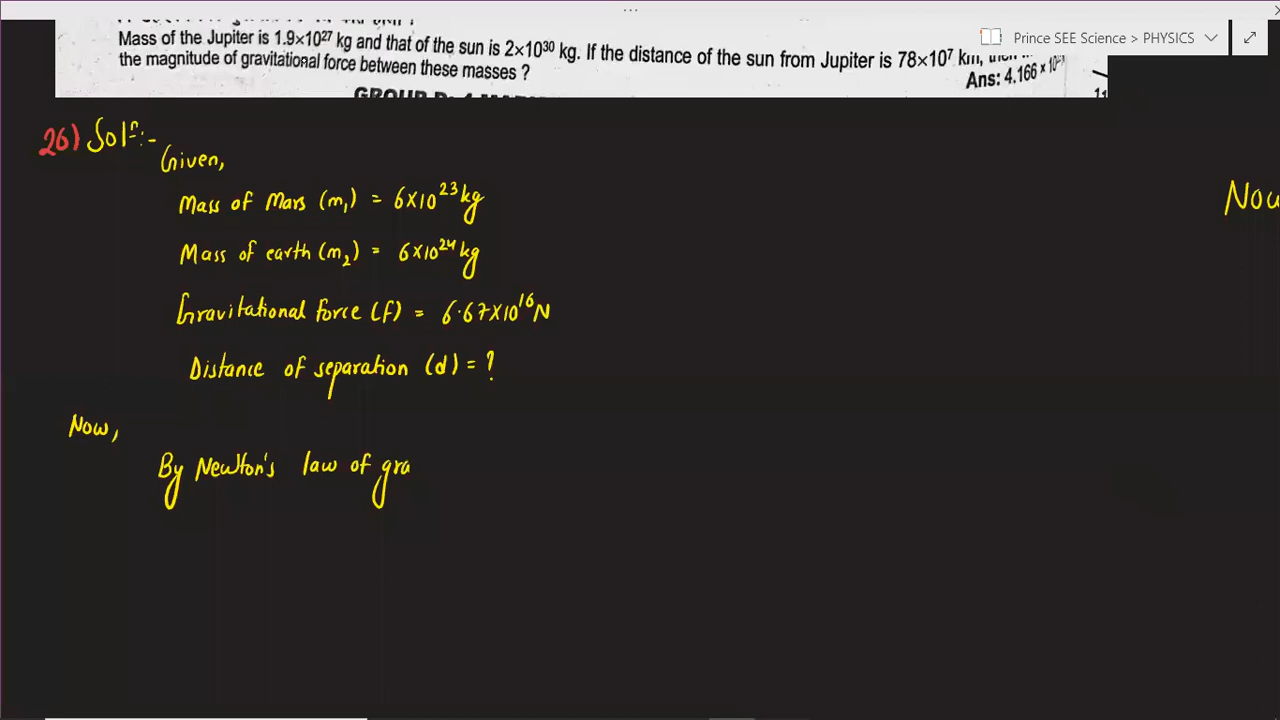 Prince SEE Science > PHYSICS
Mass of the Jupiter is 1.9×10²⁷ kg and that of the sun is 2×10³⁰ kg. If the distance of the sun from Jupiter is 78×10⁷ km,
the magnitude of gravitational force between these masses ?
Ans: 4.166 × 10
26) Solⁿ:-
Given,
Mass of Mars (m₁) = 6×10²³ kg
Mass of earth (m₂) = 6×10²⁴ kg
Gravitational Force (f) = 6.67×10¹⁶ N
Distance of separation (d) = ?
Now,
By Newton's law of gra
Now